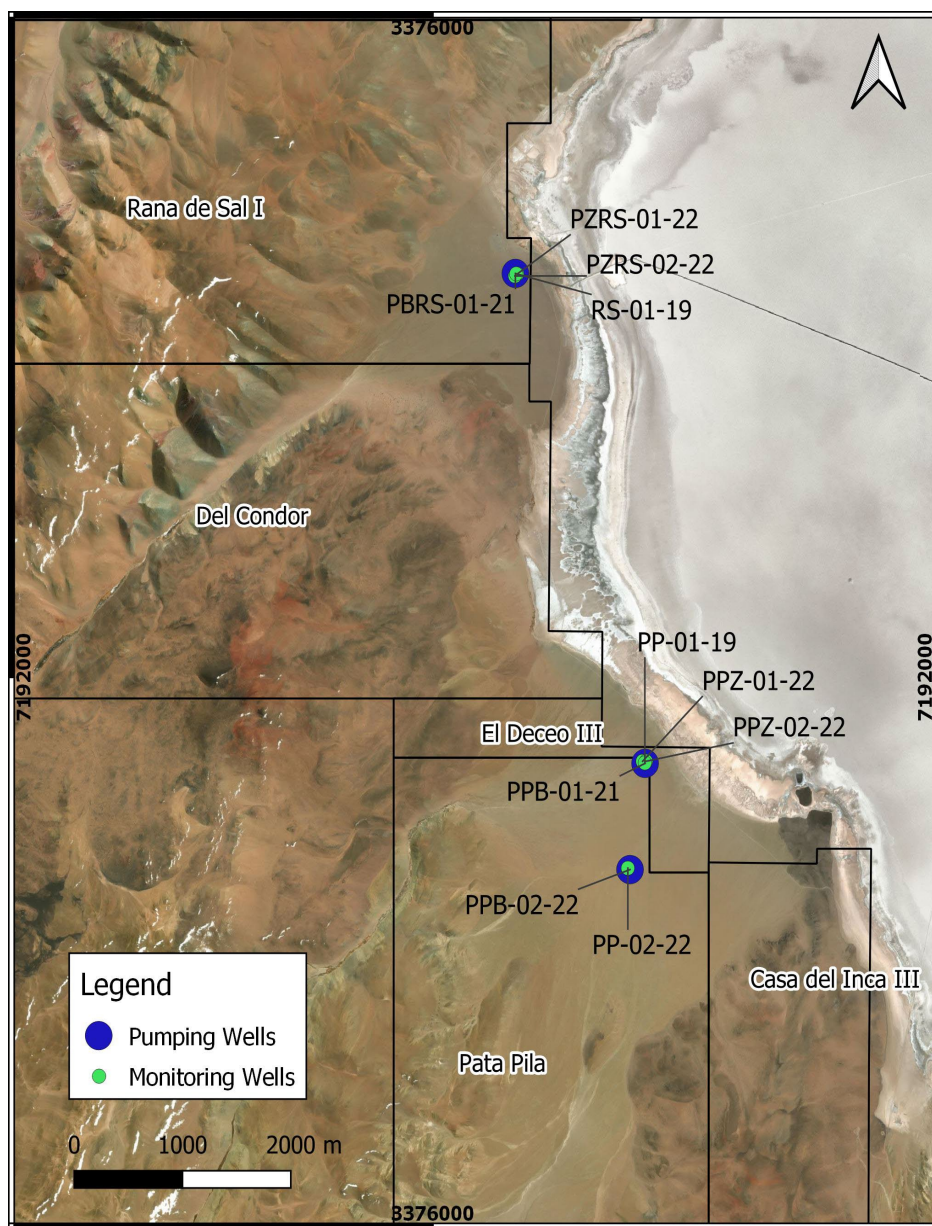 3376000
Rana de Sal I
PZRS-01-22
PZRS-02-22
PBRS-01-21
RS-01-19
Del Condor
7192000
7192000
PP-01-19
PPZ-01-22
PPZ-02-22
El Deceo III
PPB-01-21
PPB-02-22
PP-02-22
Casa del Inca III
Pata Pila
Legend
Pumping Wells
Monitoring Wells
0 1000 2000 m
3376000